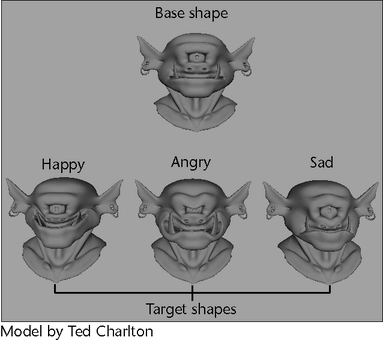 Base shape
Happy
Angry
Sad
Target shapes
Model by Ted Charlton